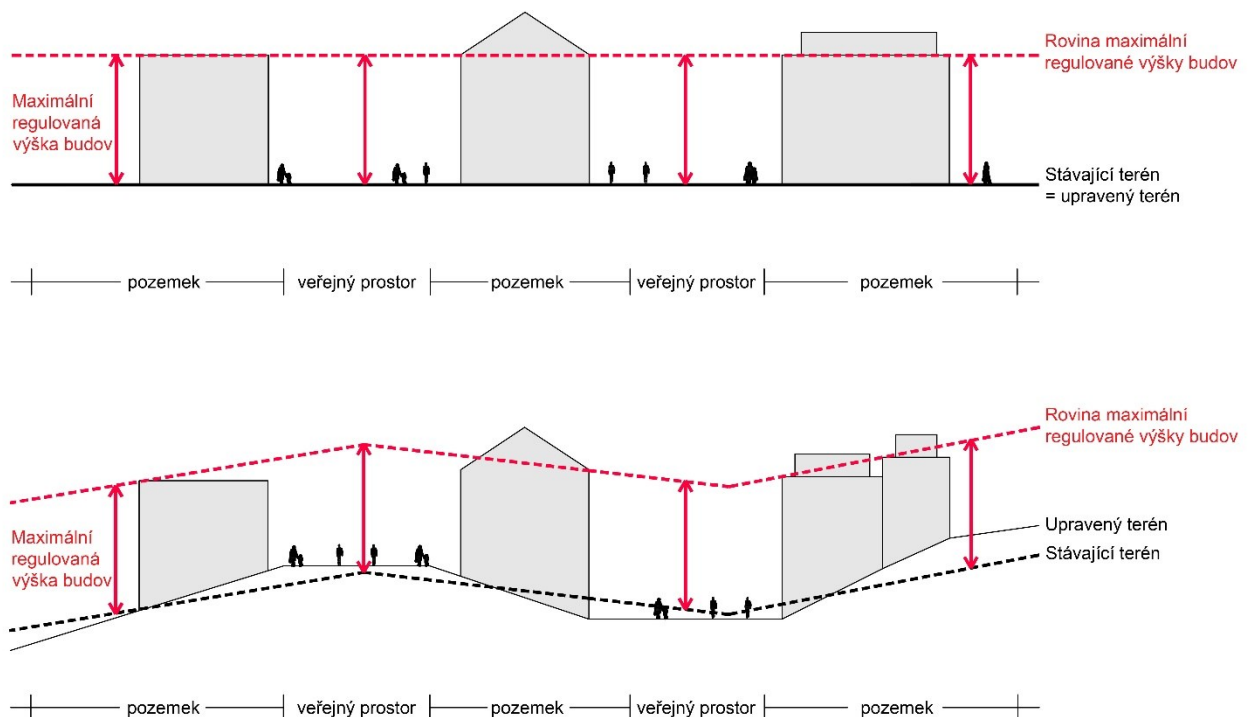 Rovina maximální
regulované výšky budov
Maximální
regulovaná
výška budov
Stávající terén
= upravený terén
pozemek
veřejný prostor
pozemek
veřejný prostor
pozemek
Rovina maximální
regulované výšky budov
Maximální
regulovaná
výška budov
Upravený terén
Stávající terén
pozemek
veřejný prostor
pozemek
veřejný prostor
pozemek